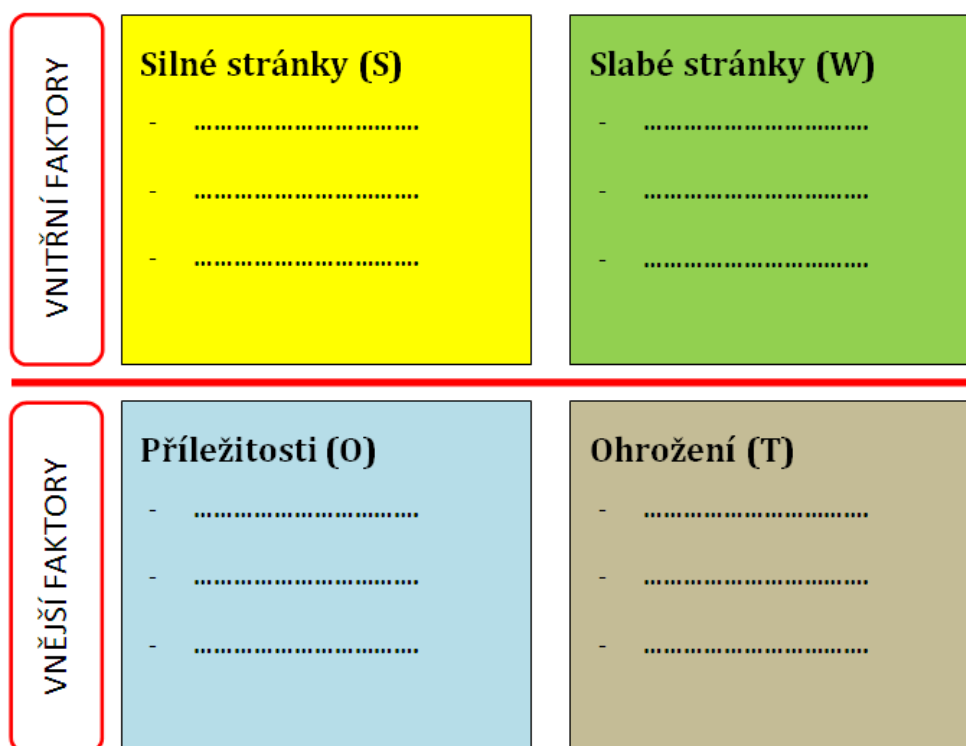 VNITŘNÍ FAKTORY
Silné stránky (S)
- ……………………………….
- ……………………………….
- ……………………………….
Slabé stránky (W)
- ……………………………….
- ……………………………….
- ……………………………….
VNĚJŠÍ FAKTORY
Příležitosti (O)
- ……………………………….
- ……………………………….
- ……………………………….
Ohrožení (T)
- ……………………………….
- ……………………………….
- ……………………………….